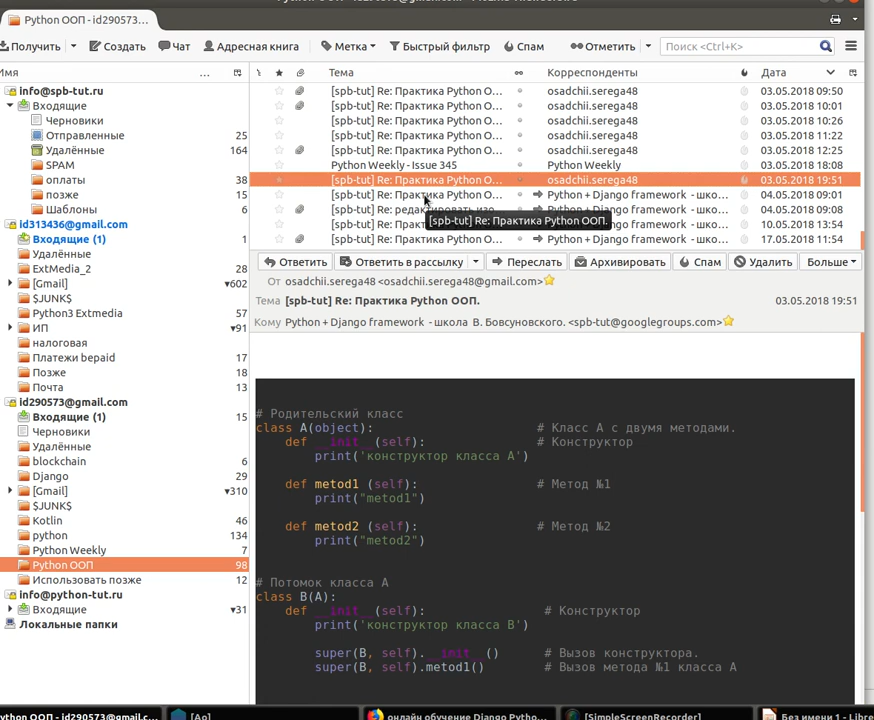 Python ООП - id290573...
Получить Создать Чат Адресная книга Метка Быстрый фильтр Спам Отметить Поиск <Ctrl+K>
Имя ... Тема Корреспонденты Дата
info@spb-tut.ru
Входящие
Черновики
Отправленные 25
Удалённые 164
SPAM
оплаты 38
позже 15
Шаблоны 6
id313436@gmail.com
Входящие (1) 1
Удалённые
ExtMedia_2 28
[Gmail] ▾602
$JUNK$
Python3 Extmedia 57
ИП ▾91
налоговая
Платежи bepaid 17
Позже 18
Почта 13
id290573@gmail.com
Входящие (1) 15
Черновики
Удалённые
blockchain 6
Django 29
[Gmail] ▾310
$JUNK$
Kotlin 46
python 134
Python Weekly 7
Python ООП 98
Использовать позже 12
info@python-tut.ru
Входящие ▾31
Локальные папки
[spb-tut] Re: Практика Python О... osadchii.serega48 03.05.2018 09:50
[spb-tut] Re: Практика Python О... osadchii.serega48 03.05.2018 10:01
[spb-tut] Re: Практика Python О... osadchii.serega48 03.05.2018 10:26
[spb-tut] Re: Практика Python О... osadchii.serega48 03.05.2018 11:22
[spb-tut] Re: Практика Python О... osadchii.serega48 03.05.2018 12:25
Python Weekly - Issue 345 Python Weekly 03.05.2018 18:08
[spb-tut] Re: Практика Python О... osadchii.serega48 03.05.2018 19:51
[spb-tut] Re: Практика Python О... Python + Django framework - шко... 04.05.2018 09:01
[spb-tut] Re: редактировать изо... Python + Django framework - шко... 04.05.2018 09:08
[spb-tut] Re: Практ Python + Django framework - шко... 10.05.2018 13:54
[spb-tut] Re: Практика Python О... Python + Django framework - шко... 17.05.2018 11:54
[spb-tut] Re: Практика Python ООП.
Ответить Ответить в рассылку Переслать Архивировать Спам Удалить Больше
От osadchii.serega48 <osadchii.serega48@gmail.com>
Тема [spb-tut] Re: Практика Python ООП. 03.05.2018 19:51
Кому Python + Django framework - школа В. Бовсуновского. <spb-tut@googlegroups.com>
# Родительский класс
class A(object): # Класс А с двумя методами.
def __init__(self): # Конструктор
print('конструктор класса А')
def metod1 (self): # Метод №1
print("metod1")
def metod2 (self): # Метод №2
print("metod2")
# Потомок класса А
class B(A):
def __init__(self): # Конструктор
print('конструктор класса В')
super(B, self).__init__() # Вызов конструктора.
super(B, self).metod1() # Вызов метода №1 класса А
ython ООП - id290573@gmail.c... [Ao] онлайн обучение Django Pytho... [SimpleScreenRecorder] Без имени 1 - Libre